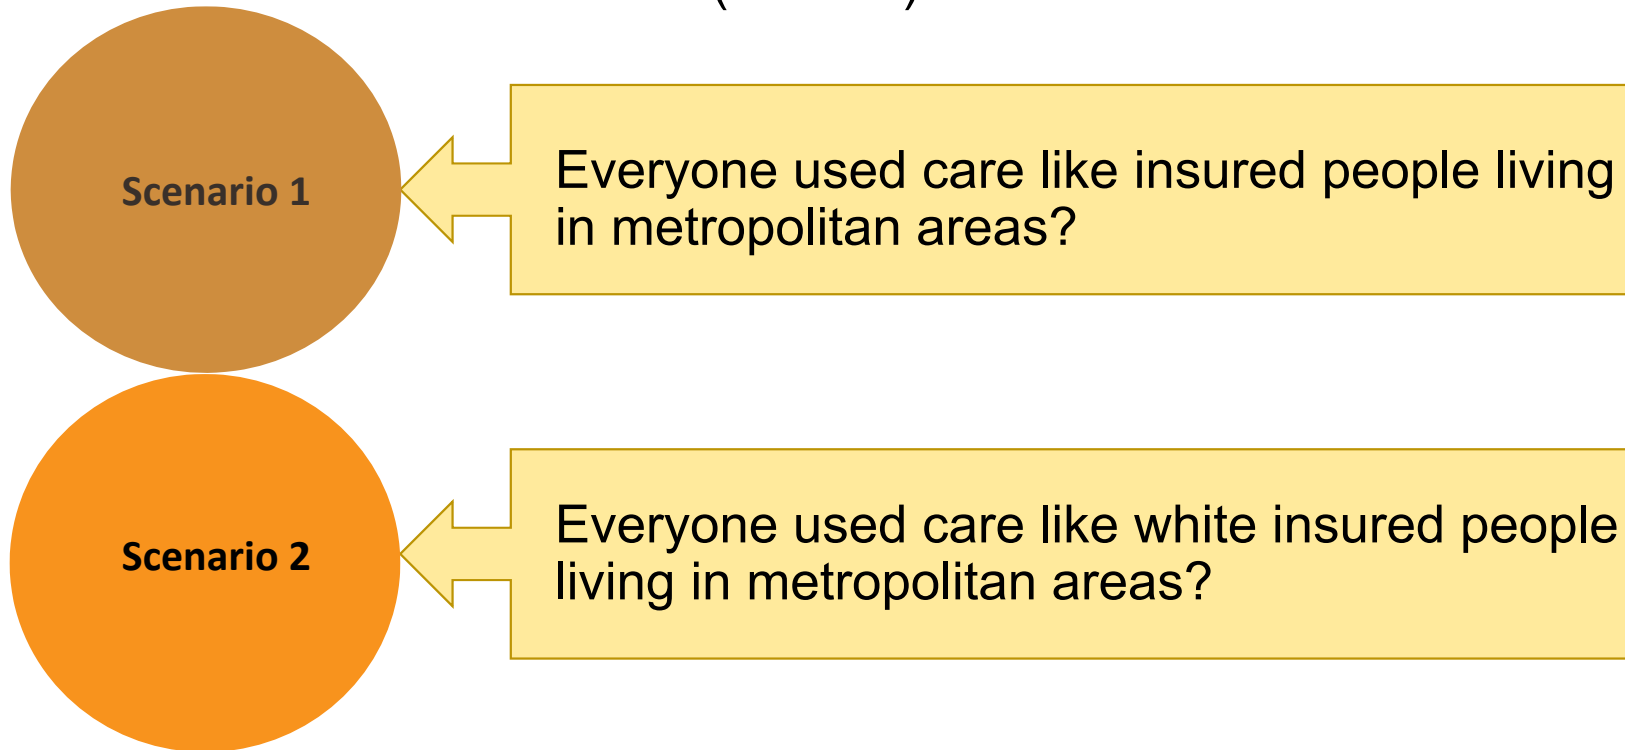 Scenario 1
Everyone used care like insured people living
in metropolitan areas?
Scenario 2
Everyone used care like white insured people
living in metropolitan areas?